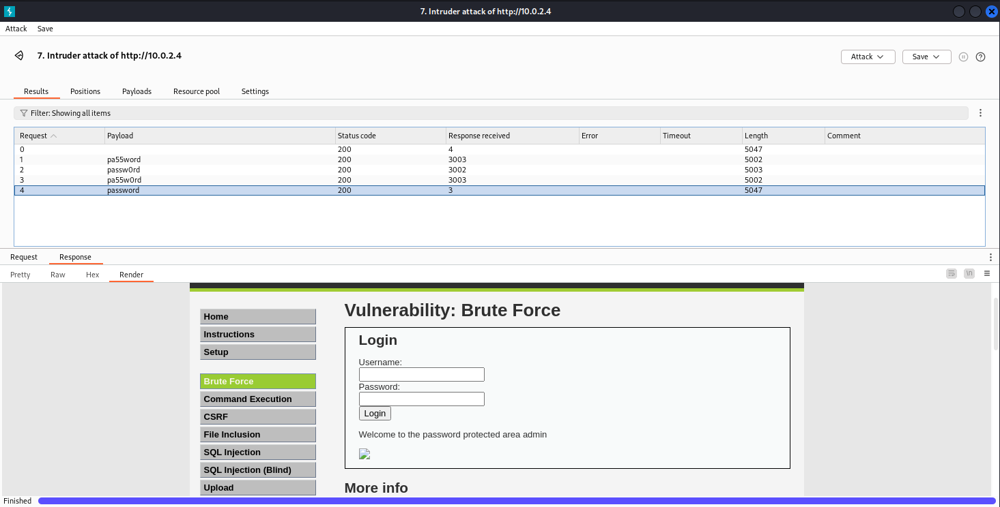 7. Intruder attack of http://10.0.2.4
Attack Save
7. Intruder attack of http://10.0.2.4
Attack Save
Results Positions Payloads Resource pool Settings
Filter: Showing all items
Request Payload Status code Response received Error Timeout Length Comment
0 200 4 5047
1 pa55word 200 3003 5002
2 passw0rd 200 3002 5003
3 pa55w0rd 200 3003 5002
4 password 200 3 5047
Request Response
Pretty Raw Hex Render
\n
Vulnerability: Brute Force
Home
Instructions
Setup
Brute Force
Command Execution
CSRF
File Inclusion
SQL Injection
SQL Injection (Blind)
Upload
Login
Username:
Password:
Login
Welcome to the password protected area admin
More info
Finished